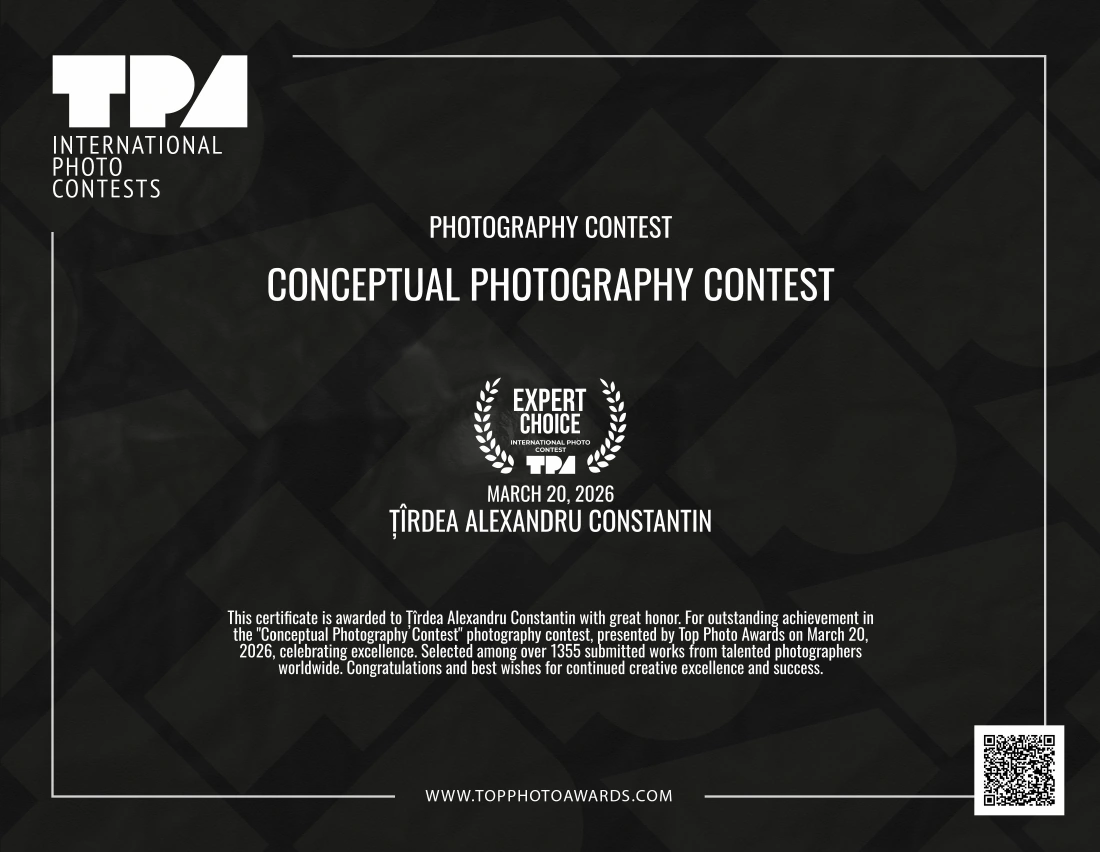 TPA
INTERNATIONAL
PHOTO
CONTESTS
PHOTOGRAPHY CONTEST
CONCEPTUAL PHOTOGRAPHY CONTEST
EXPERT
CHOICE
INTERNATIONAL PHOTO
CONTEST
TPA
MARCH 20, 2026
ȚÎRDEA ALEXANDRU CONSTANTIN
This certificate is awarded to Țîrdea Alexandru Constantin with great honor. For outstanding achievement in
the "Conceptual Photography Contest" photography contest, presented by Top Photo Awards on March 20,
2026, celebrating excellence. Selected among over 1355 submitted works from talented photographers
worldwide. Congratulations and best wishes for continued creative excellence and success.
WWW.TOPPHOTOAWARDS.COM